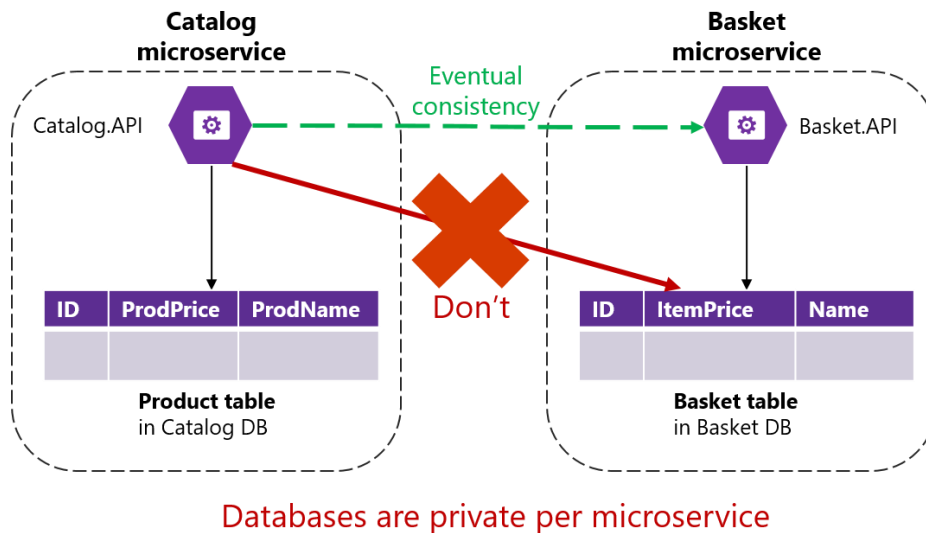 Catalog
microservice
Basket
microservice
Eventual
consistency
Catalog.API
Basket.API
Don't
ID ProdPrice ProdName
ID ItemPrice Name
Product table
in Catalog DB
Basket table
in Basket DB
Databases are private per microservice